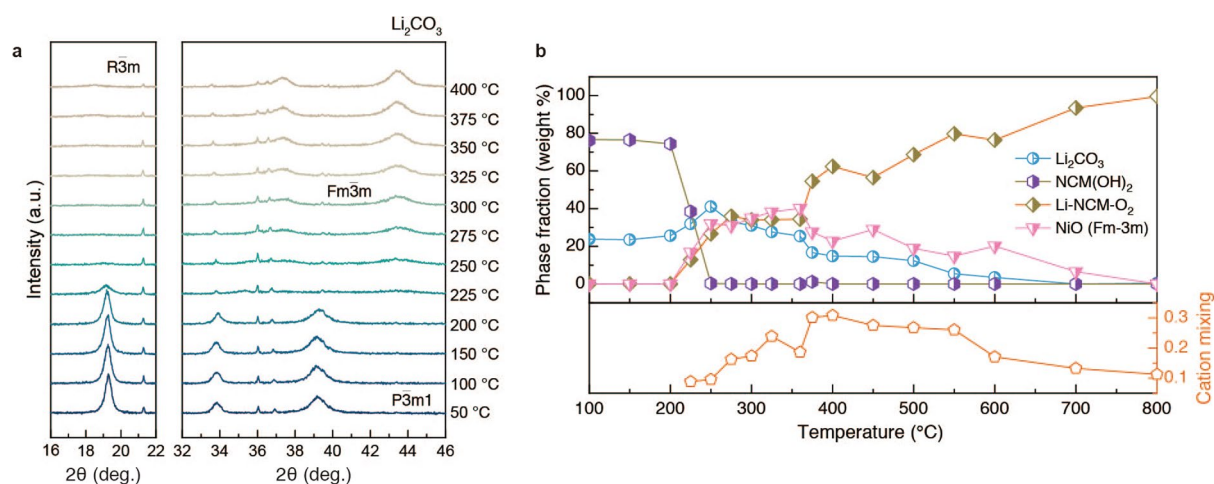 a
Li₂CO₃
R3̅m
Fm3̅m
P3̅m1
400 °C
375 °C
350 °C
325 °C
300 °C
275 °C
250 °C
225 °C
200 °C
150 °C
100 °C
50 °C
Intensity (a.u.)
16 18 20 22
32 34 36 38 40 42 44 46
2θ (deg.)
2θ (deg.)
b
Phase fraction (weight %)
100
80
60
40
20
0
Li₂CO₃
NCM(OH)₂
Li-NCM-O₂
NiO (Fm-3m)
0.3
0.2
0.1
Cation mixing
100 200 300 400 500 600 700 800
Temperature (°C)